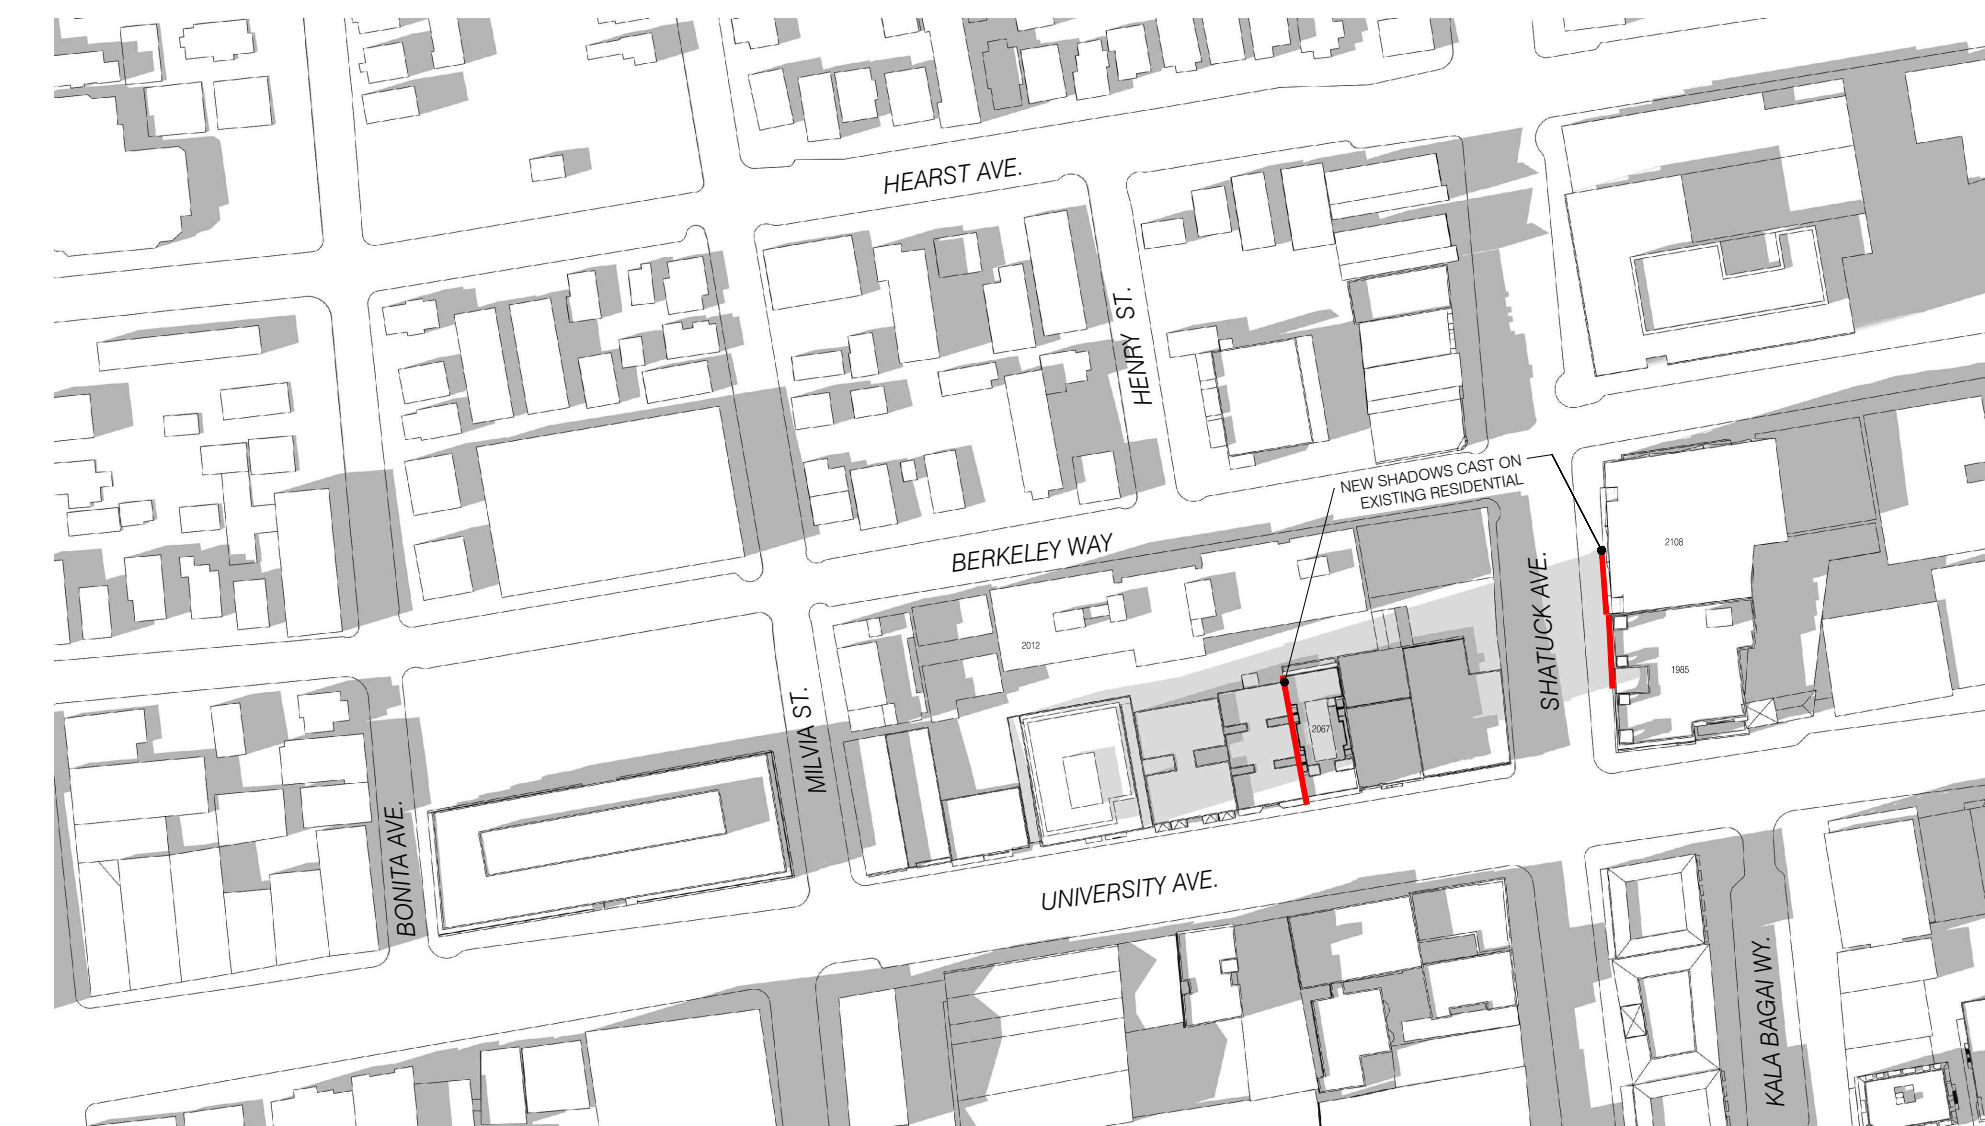 HEARST AVE.
HENRY ST.
NEW SHADOWS CAST ON
EXISTING RESIDENTIAL
BERKELEY WAY
SHATUCK AVE.
2108
2012
1985
2067
MILVIA ST.
BONITA AVE.
UNIVERSITY AVE.
KALA BAGAI WY.